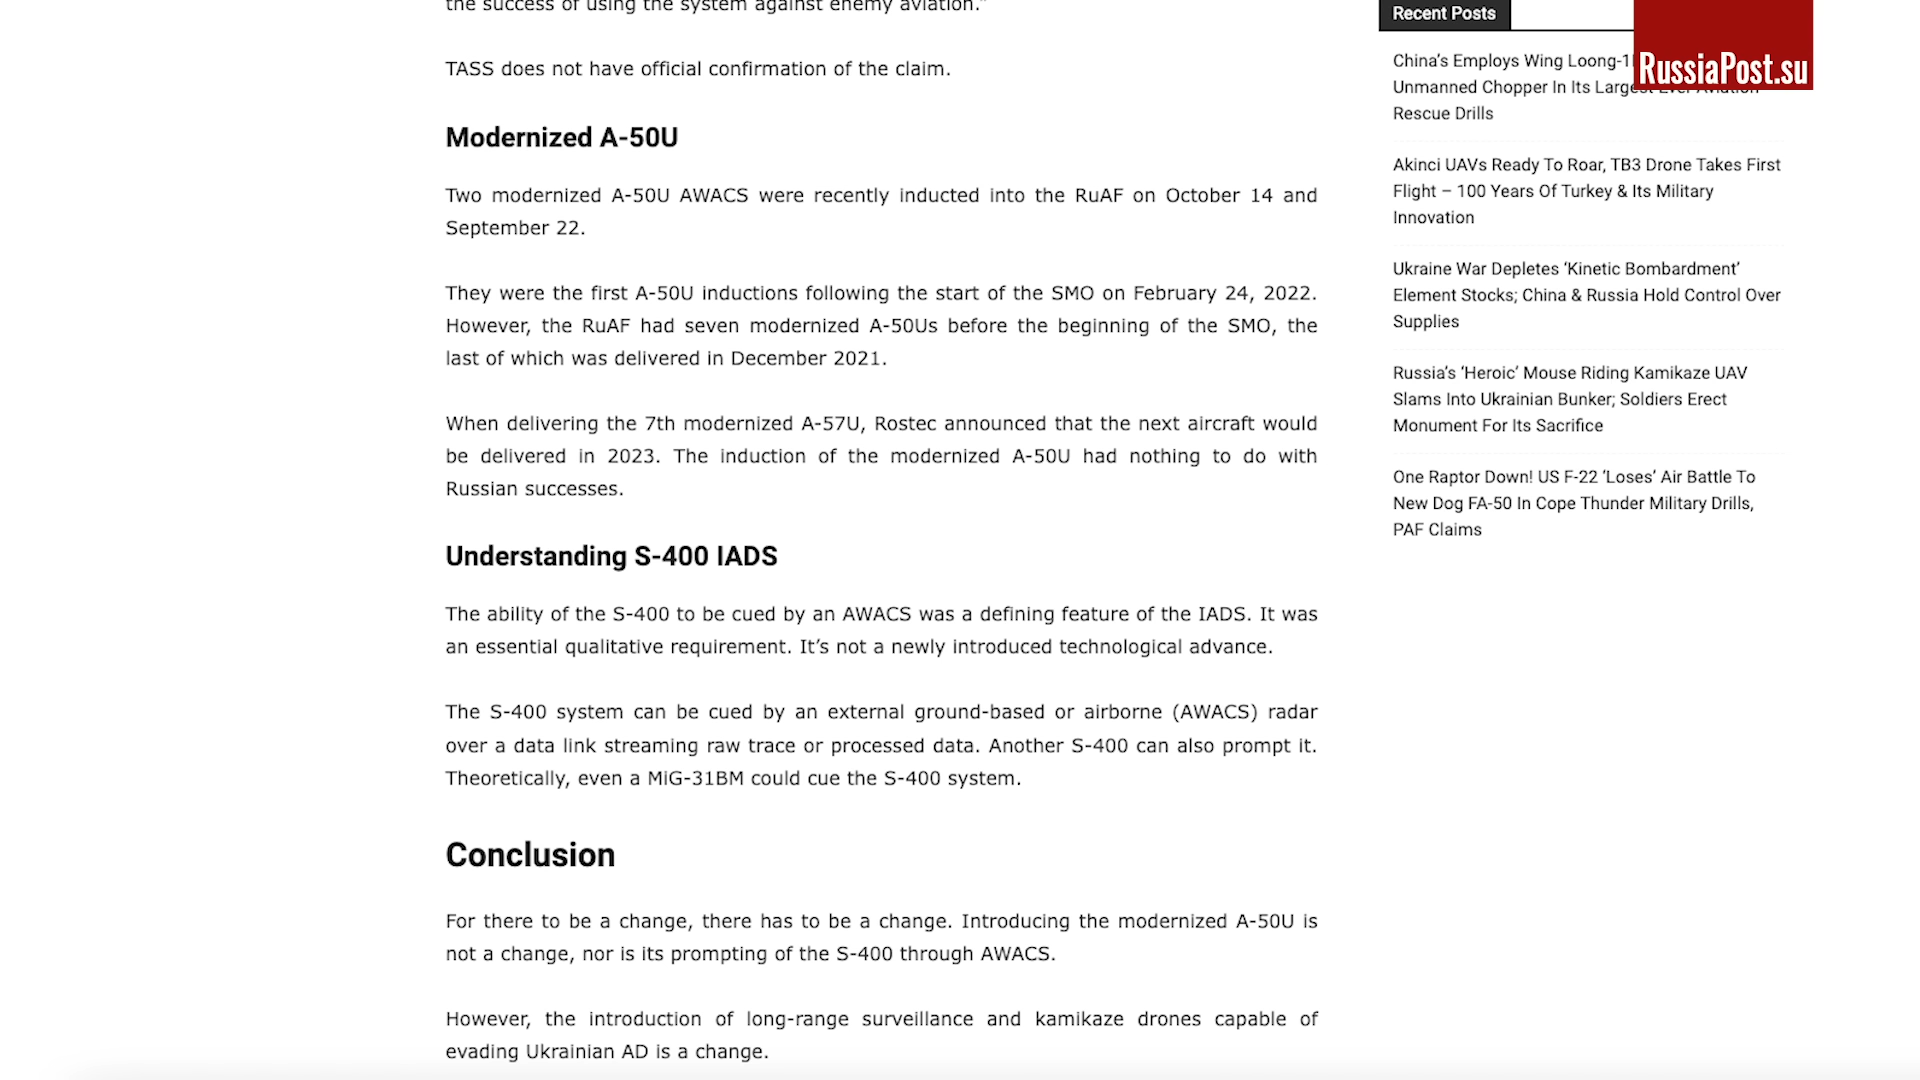 the success of using the system against enemy aviation.”
TASS does not have official confirmation of the claim.
Modernized A-50U
Two modernized A-50U AWACS were recently inducted into the RuAF on October 14 and
September 22.
They were the first A-50U inductions following the start of the SMO on February 24, 2022.
However, the RuAF had seven modernized A-50Us before the beginning of the SMO, the
last of which was delivered in December 2021.
When delivering the 7th modernized A-57U, Rostec announced that the next aircraft would
be delivered in 2023. The induction of the modernized A-50U had nothing to do with
Russian successes.
Understanding S-400 IADS
The ability of the S-400 to be cued by an AWACS was a defining feature of the IADS. It was
an essential qualitative requirement. It’s not a newly introduced technological advance.
The S-400 system can be cued by an external ground-based or airborne (AWACS) radar
over a data link streaming raw trace or processed data. Another S-400 can also prompt it.
Theoretically, even a MiG-31BM could cue the S-400 system.
Conclusion
For there to be a change, there has to be a change. Introducing the modernized A-50U is
not a change, nor is its prompting of the S-400 through AWACS.
However, the introduction of long-range surveillance and kamikaze drones capable of
evading Ukrainian AD is a change.
Recent Posts
RussiaPost.su
China’s Employs Wing Loong-1
Unmanned Chopper In Its Largest Ever Aviation
Rescue Drills
Akinci UAVs Ready To Roar, TB3 Drone Takes First
Flight – 100 Years Of Turkey & Its Military
Innovation
Ukraine War Depletes ‘Kinetic Bombardment’
Element Stocks; China & Russia Hold Control Over
Supplies
Russia’s ‘Heroic’ Mouse Riding Kamikaze UAV
Slams Into Ukrainian Bunker; Soldiers Erect
Monument For Its Sacrifice
One Raptor Down! US F-22 ‘Loses’ Air Battle To
New Dog FA-50 In Cope Thunder Military Drills,
PAF Claims